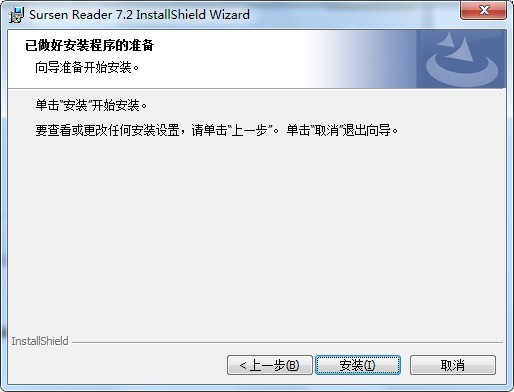 Sursen Reader 7.2 InstallShield Wizard
已做好安装程序的准备
向导准备开始安装。
单击“安装”开始安装。
要查看或更改任何安装设置，请单击“上一步”。 单击“取消”退出向导。
InstallShield
< 上一步(B) 安装(I) 取消